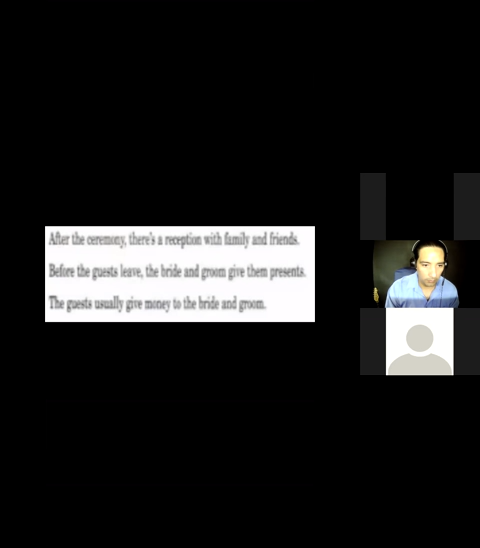 After the ceremony, there's a reception with family and friends.
Before the guests leave, the bride and groom give them presents.
The guests usually give money to the bride and groom.